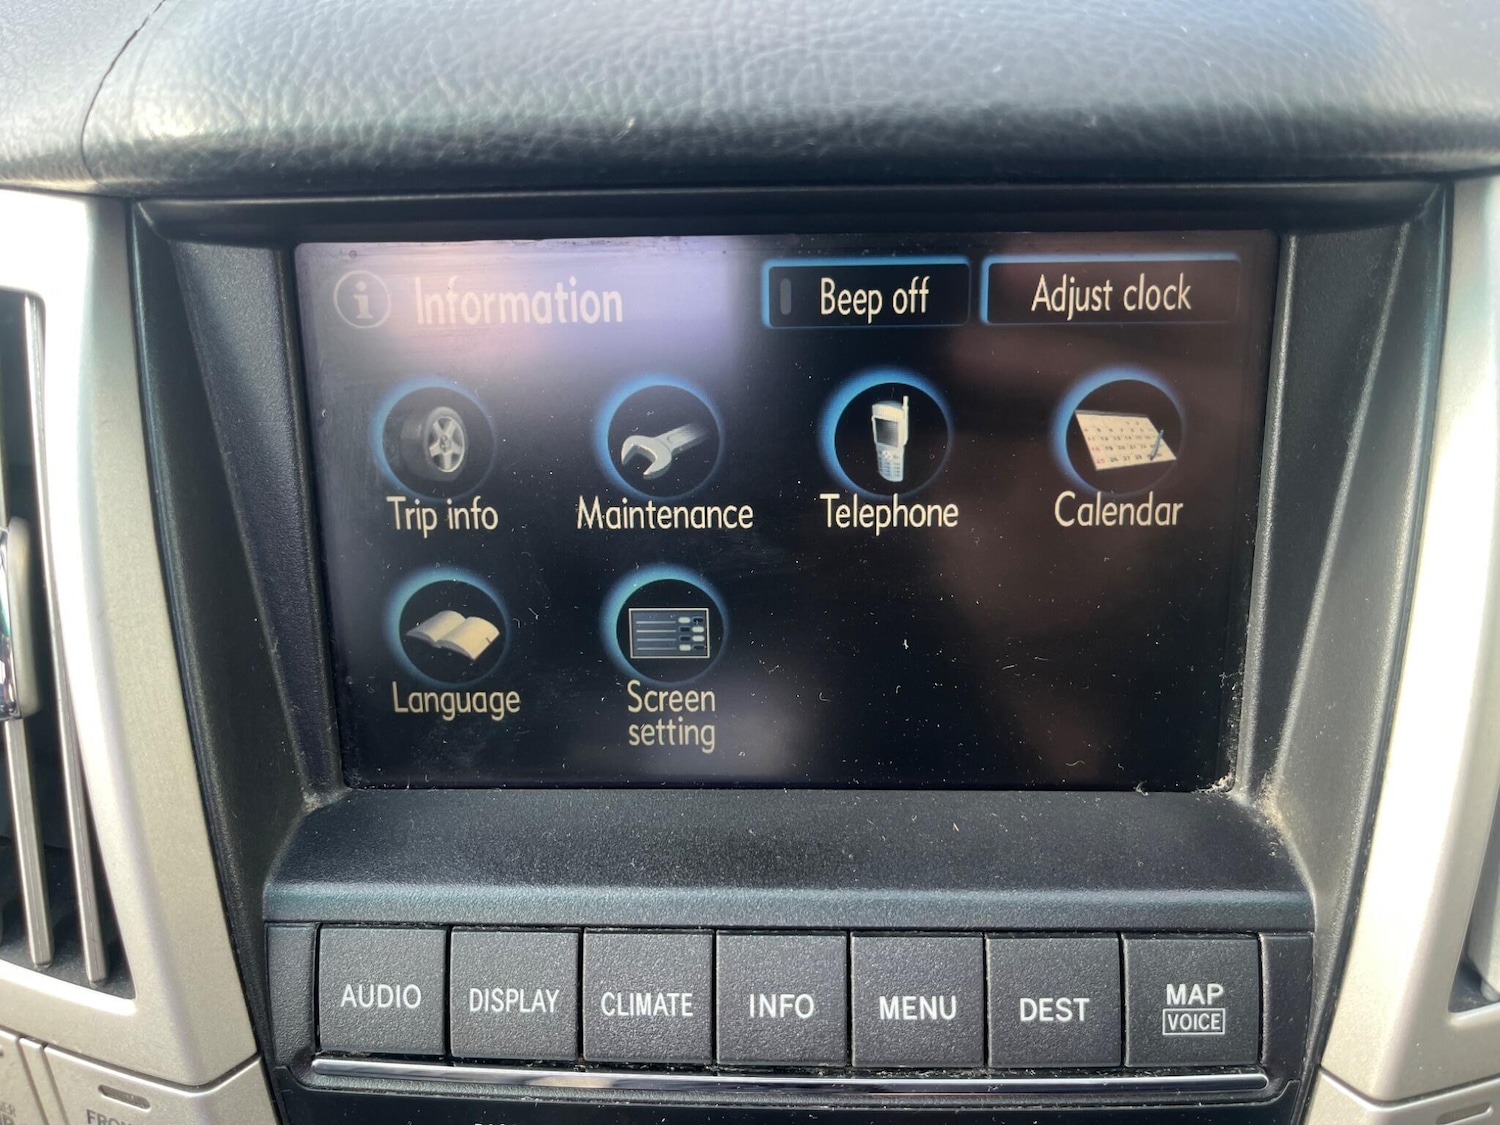 i Information
Beep off
Adjust clock
Trip info
Maintenance
Telephone
Calendar
Language
Screen
setting
AUDIO
DISPLAY
CLIMATE
INFO
MENU
DEST
MAP
VOICE